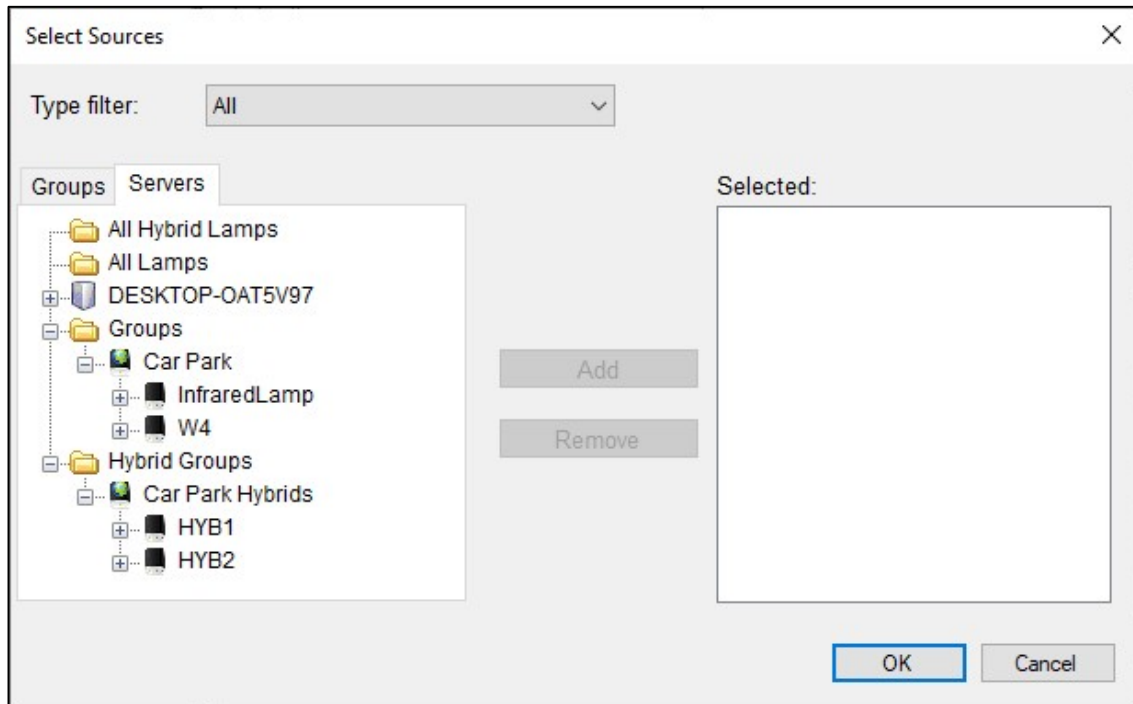 Select Sources
Type filter: All
Groups Servers
Selected:
All Hybrid Lamps
All Lamps
DESKTOP-OAT5V97
Groups
Car Park
Add
InfraredLamp
W4
Remove
Hybrid Groups
Car Park Hybrids
HYB1
HYB2
OK Cancel